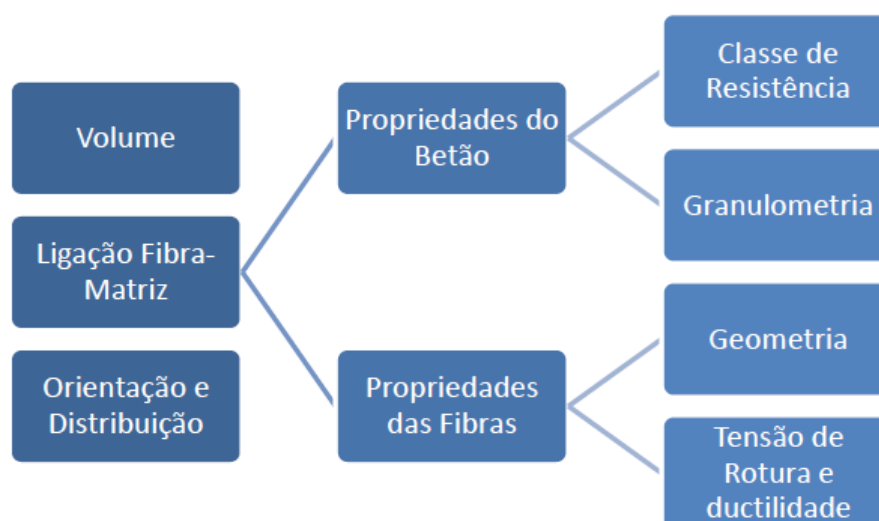 Volume
Ligação Fibra-
Matriz
Orientação e
Distribuição
Propriedades do
Betão
Propriedades
das Fibras
Classe de
Resistência
Granulometria
Geometria
Tensão de
Rotura e
ductilidade